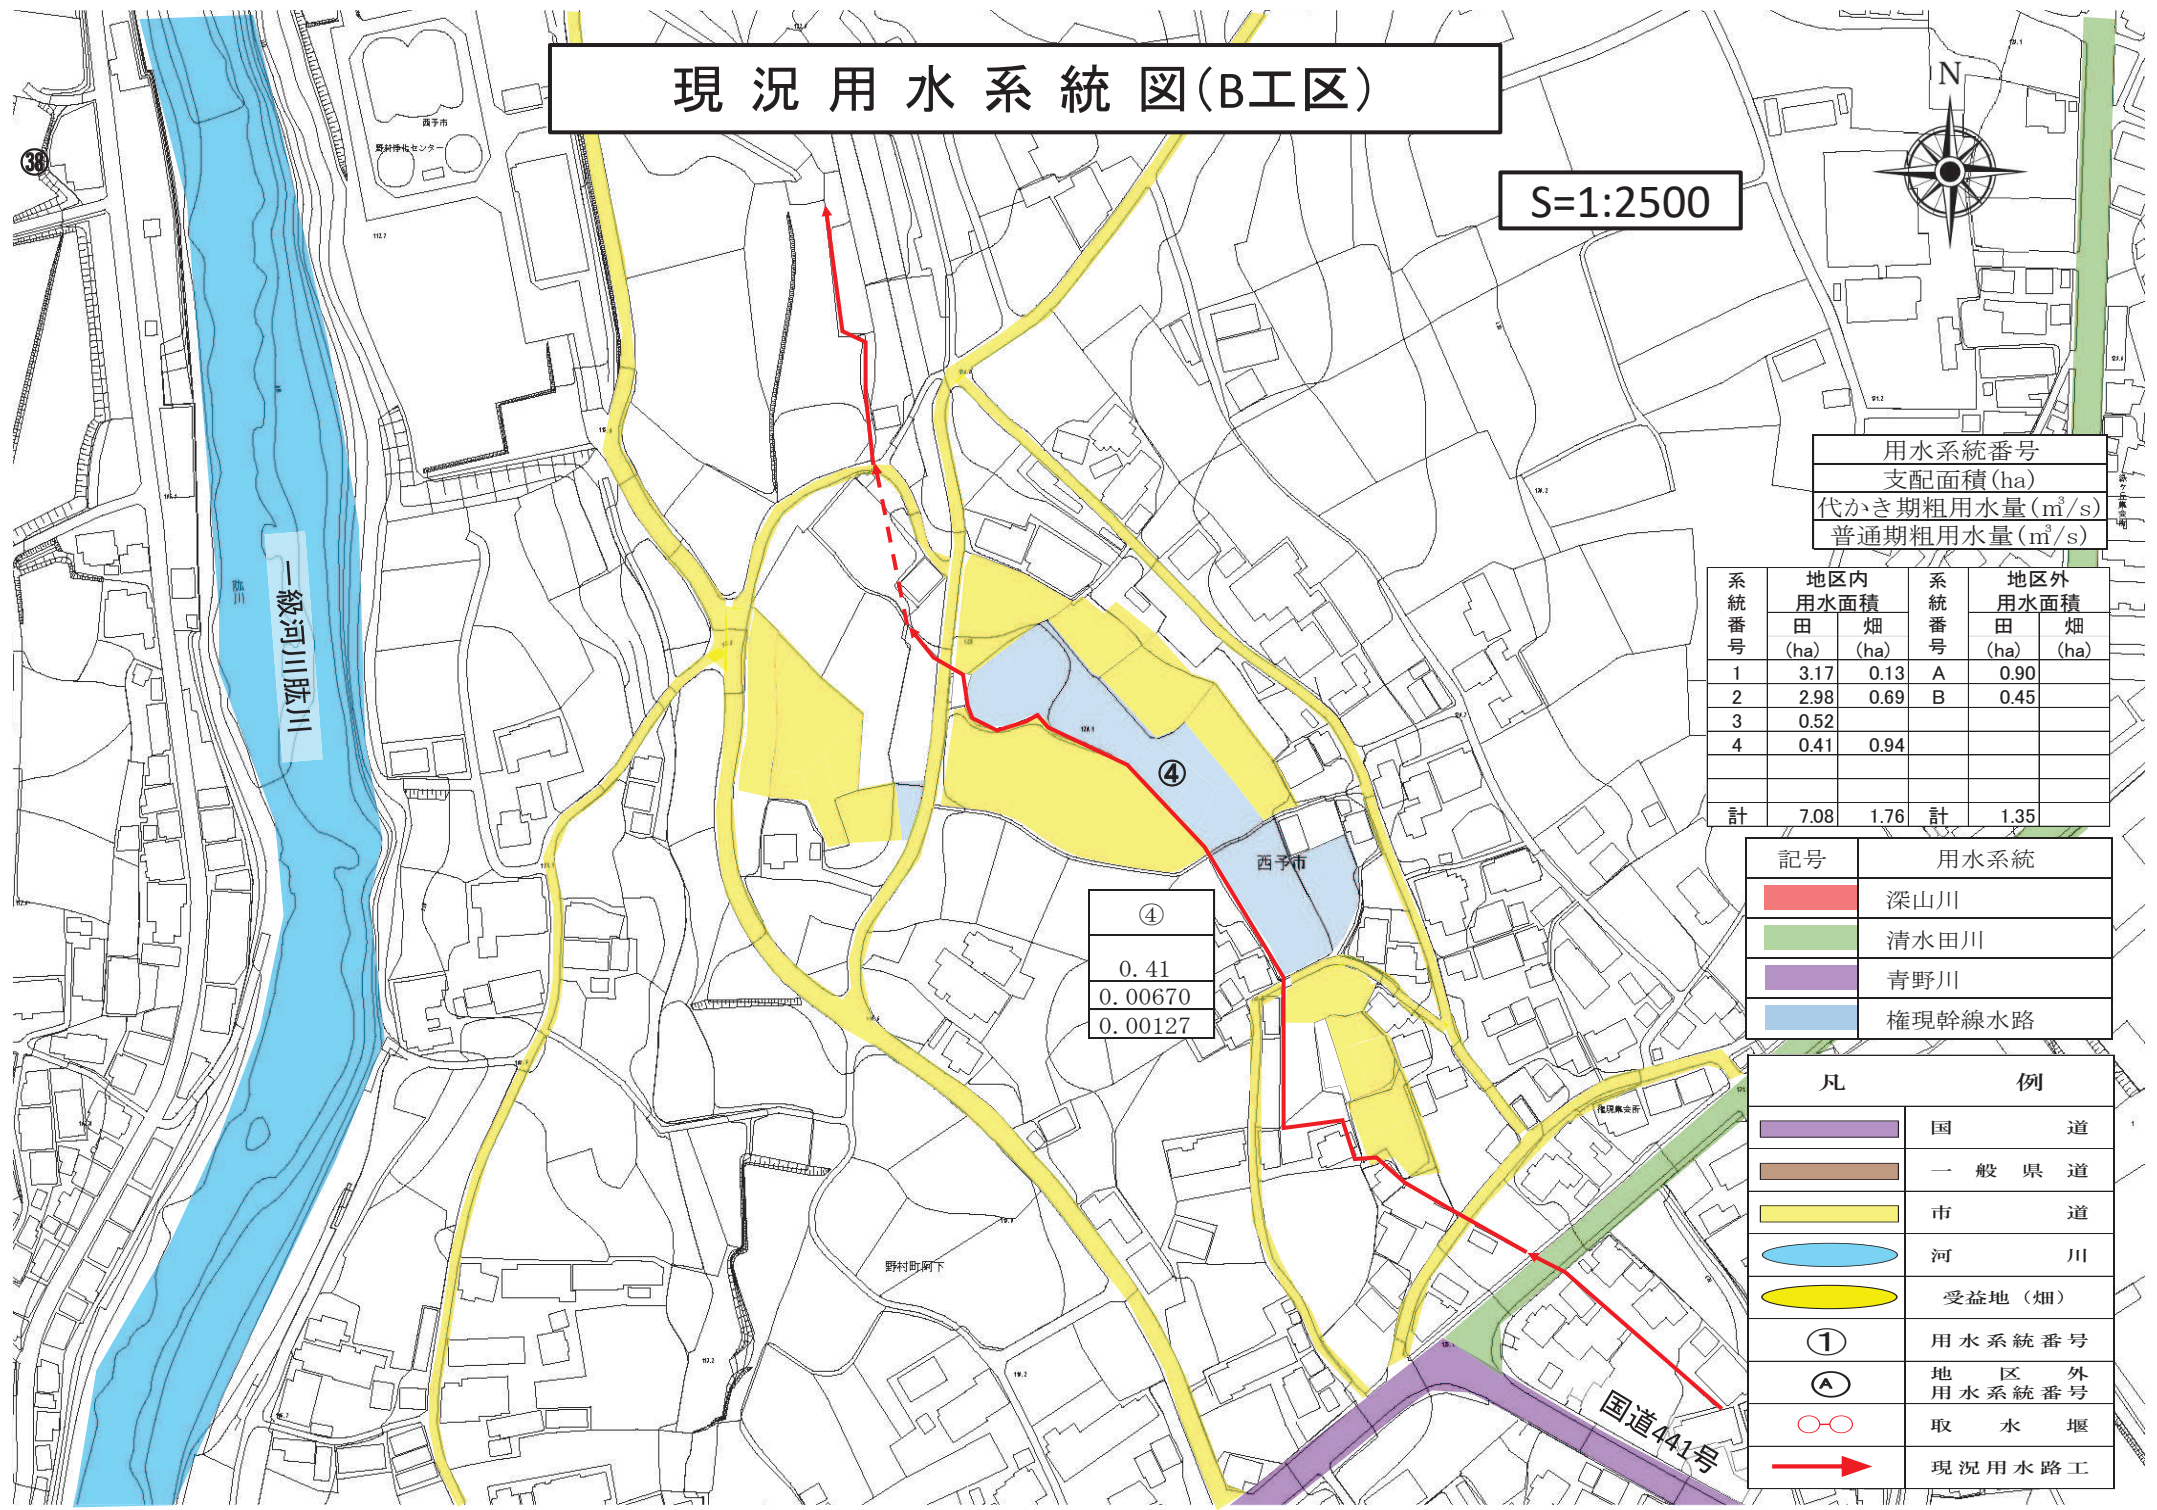 現況用水系統図(B工区)
N
S=1:2500
㊳
西予市
野村浄化センター
112.7
一級河川肱川
肱川
用水系統番号
支配面積(ha)
代かき期粗用水量(㎥/s)
普通期粗用水量(㎥/s)
系統番号 地区内用水面積 系統番号 地区外用水面積
田(ha) 畑(ha) 田(ha) 畑(ha)
1 3.17 0.13 A 0.90
2 2.98 0.69 B 0.45
3 0.52
4 0.41 0.94
計 7.08 1.76 計 1.35
④
西予市
④
0.41
0.00670
0.00127
記号 用水系統
深山川
清水田川
青野川
権現幹線水路
権現集会所
野村町阿下
国道441号
凡例
国道
一般県道
市道
河川
受益地（畑）
① 用水系統番号
Ⓐ 地区外用水系統番号
取水堰
現況用水路工